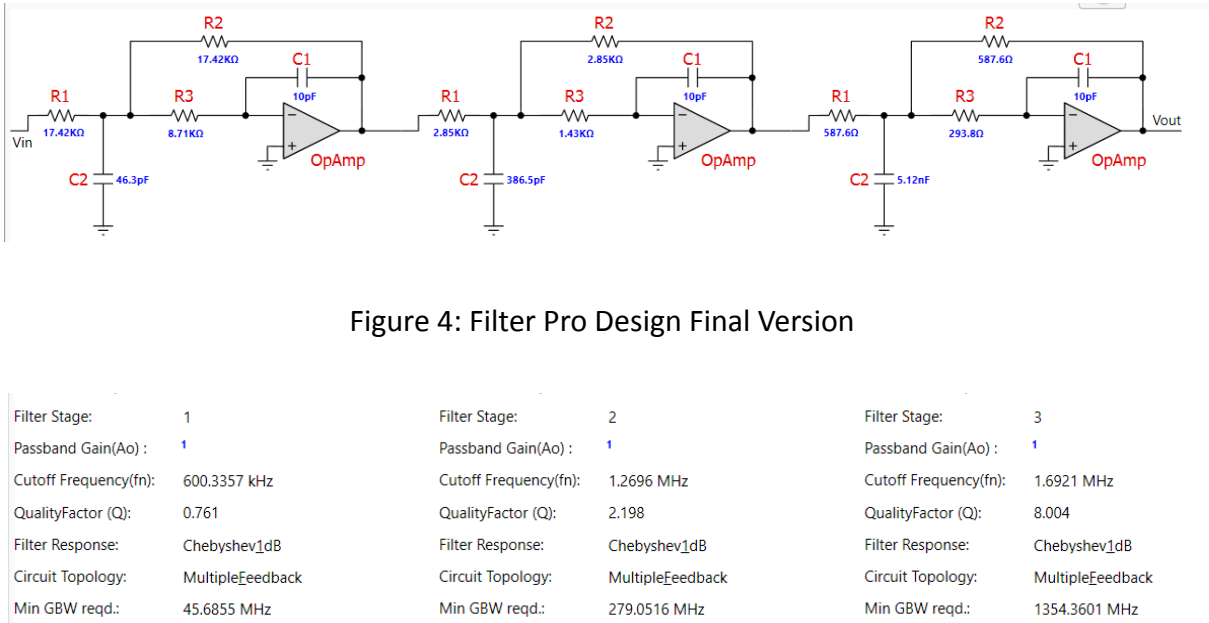 R2 R2 R2
17.42KΩ 2.85KΩ 587.6Ω
C1 C1 C1
10pF 10pF 10pF
R1 R3 R1 R3 R1 R3
17.42KΩ 8.71KΩ 2.85KΩ 1.43KΩ 587.6Ω 293.8Ω
Vin Vout
− − −
+ + +
OpAmp OpAmp OpAmp
C2 46.3pF C2 386.5pF C2 5.12nF
Figure 4: Filter Pro Design Final Version
Filter Stage: 1 Filter Stage: 2 Filter Stage: 3
Passband Gain(Ao) : 1 Passband Gain(Ao) : 1 Passband Gain(Ao) : 1
Cutoff Frequency(fn): 600.3357 kHz Cutoff Frequency(fn): 1.2696 MHz Cutoff Frequency(fn): 1.6921 MHz
QualityFactor (Q): 0.761 QualityFactor (Q): 2.198 QualityFactor (Q): 8.004
Filter Response: Chebyshev1dB Filter Response: Chebyshev1dB Filter Response: Chebyshev1dB
Circuit Topology: MultipleFeedback Circuit Topology: MultipleFeedback Circuit Topology: MultipleFeedback
Min GBW reqd.: 45.6855 MHz Min GBW reqd.: 279.0516 MHz Min GBW reqd.: 1354.3601 MHz